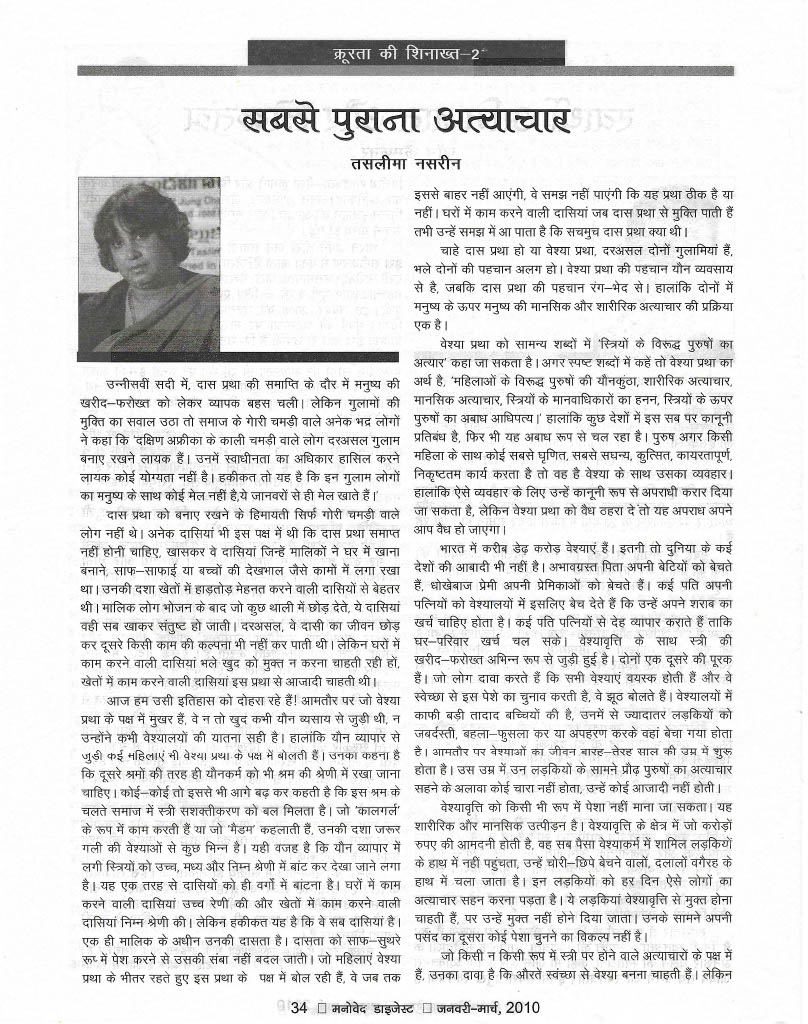 क्रूरता की शिनाख्त–2
सबसे पुराना अत्याचार
तसलीमा नसरीन
उन्नीसवीं सदी में, दास प्रथा की समाप्ति के दौर में मनुष्य की
खरीद–फरोख्त को लेकर व्यापक बहस चली। लेकिन गुलामों की
मुक्ति का सवाल उठा तो समाज के गोरी चमड़ी वाले अनेक भद्र लोगों
ने कहा कि 'दक्षिण अफ्रीका के काली चमड़ी वाले लोग दरअसल गुलाम
बनाए रखने लायक हैं। उनमें स्वाधीनता का अधिकार हासिल करने
लायक कोई योग्यता नहीं है। हकीकत तो यह है कि इन गुलाम लोगों
का मनुष्य के साथ कोई मेल नहीं है,ये जानवरों से ही मेल खाते हैं।'
दास प्रथा को बनाए रखने के हिमायती सिर्फ गोरी चमड़ी वाले
लोग नहीं थे। अनेक दासियां भी इस पक्ष में थी कि दास प्रथा समाप्त
नहीं होनी चाहिए, खासकर वे दासियां जिन्हें मालिकों ने घर में खाना
बनाने, साफ–साफाई या बच्चों की देखभाल जैसे कामों में लगा रखा
था। उनकी दशा खेतों में हाड़तोड़ मेहनत करने वाली दासियों से बेहतर
थी। मालिक लोग भोजन के बाद जो कुछ थाली में छोड़ देते, ये दासियां
वही सब खाकर संतुष्ट हो जाती। दरअसल, वे दासी का जीवन छोड़
कर दूसरे किसी काम की कल्पना भी नहीं कर पाती थी। लेकिन घरों में
काम करने वाली दासियां भले खुद को मुक्त न करना चाहती रही हों,
खेतों में काम करने वाली दासियां इस प्रथा से आजादी चाहती थी।
आज हम उसी इतिहास को दोहरा रहे हैं! आमतौर पर जो वेश्या
प्रथा के पक्ष में मुखर हैं, वे न तो खुद कभी यौन व्यसाय से जुड़ी थी, न
उन्होंने कभी वेश्यालयों की यातना सही है। हालांकि यौन व्यापार से
जुड़ी कई महिलाएं भी वेश्या प्रथा के पक्ष में बोलती हैं। उनका कहना है
कि दूसरे श्रमों की तरह ही यौनकर्म को भी श्रम की श्रेणी में रखा जाना
चाहिए। कोई–कोई तो इससे भी आगे बढ़ कर कहती है कि इस श्रम के
चलते समाज में स्त्री सशक्तीकरण को बल मिलता है। जो 'कालगर्ल'
के रूप में काम करती हैं या जो 'मैडम' कहलाती हैं, उनकी दशा जरूर
गली की वेश्याओं से कुछ भिन्न है। यही वजह है कि यौन व्यापार में
लगी स्त्रियों को उच्च, मध्य और निम्न श्रेणी में बांट कर देखा जाने लगा
है। यह एक तरह से दासियों को ही वर्गो में बाटना है। घरों में काम
करने वाली दासियां उच्च रेणी की और खेतों में काम करने वाली
दासियां निम्न श्रेणी की। लेकिन हकीकत यह है कि वे सब दासियां है।
एक ही मालिक के अधीन उनकी दासता है। दासता को साफ–सुथरे
रूप में पेश करने से उसकी संबा नहीं बदल जाती। जो महिलाएं वेश्या
प्रथा के भीतर रहते हुए इस प्रथा के पक्ष में बोल रही हैं, वे जब तक
इससे बाहर नहीं आएंगी, वे समझ नहीं पाएंगी कि यह प्रथा ठीक है या
नहीं। घरों में काम करने वाली दासियां जब दास प्रथा से मुक्ति पाती हैं
तभी उन्हें समझ में आ पाता है कि सचमुच दास प्रथा क्या थी।
चाहे दास प्रथा हो या वेश्या प्रथा, दरअसल दोनों गुलामियां हैं,
भले दोनों की पहचान अलग हो। वेश्या प्रथा की पहचान यौन व्यवसाय
से है, जबकि दास प्रथा की पहचान रंग–भेद से। हालांकि दोनों में
मनुष्य के ऊपर मनुष्य की मानसिक और शारीरिक अत्याचार की प्रक्रिया
एक है।
वेश्या प्रथा को सामन्य शब्दों में 'स्त्रियों के विरूद्ध पुरुषों का
अत्यार' कहा जा सकता है। अगर स्पष्ट शब्दों में कहें तो वेश्या प्रथा का
अर्थ है, 'महिलाओं के विरूद्ध पुरुषों की यौनकुंठा, शारीरिक अत्याचार,
मानसिक अत्याचार, स्त्रियों के मानवाधिकारों का हनन, स्त्रियों के ऊपर
पुरुषों का अबाध आधिपत्य।' हालाकि कुछ देशों में इस सब पर कानूनी
प्रतिबंध है, फिर भी यह अबाध रूप से चल रहा है। पुरुष अगर किसी
महिला के साथ कोई सबसे घृणित, सबसे सघन्य, कुत्सित, कायरतापूर्ण,
निकृष्टतम कार्य करता है तो वह है वेश्या के साथ उसका व्यवहार।
हालांकि ऐसे व्यवहार के लिए उन्हें कानूनी रूप से अपराधी करार दिया
जा सकता है, लेकिन वेश्या प्रथा को वैध ठहरा दे तो यह अपराध अपने
आप वैध हो जाएगा।
भारत में करीब डेढ़ करोड़ वेश्याएं हैं। इतनी तो दुनिया के कई
देशों की आबादी भी नहीं है। अभावग्रस्त पिता अपनी बेटियों को बेचते
हैं, धोखेबाज प्रेमी अपनी प्रेमिकाओं को बेचते हैं। कई पति अपनी
पत्नियों को वेश्यालयों में इसलिए बेच देते हैं कि उन्हें अपने शराब का
खर्च चाहिए होता है। कई पति पत्नियों से देह व्यापार कराते हैं ताकि
घर–परिवार खर्च चल सके। वेश्यावृत्ति के साथ स्त्री की
खरीद–फरोख्त अभिन्न रूप से जुड़ी हुई है। दोनों एक दूसरे की पूरक
हैं। जो लोग दावा करते हैं कि सभी वेश्याएं वयस्क होती हैं और वे
स्वेच्छा से इस पेशे का चुनाव करती है, वे झूठ बोलते हैं। वेश्यालयों में
काफी बड़ी तादाद बच्चियों की है, उनमें से ज्यादातर लड़कियों को
जबर्दस्ती, बहला–फुसला कर या अपहरण करके वहां बेचा गया होता
है। आमतौर पर वेश्याओं का जीवन बारह–तेरह साल की उम्र में शुरू
होता है। उस उम्र में उन लड़कियों के सामने प्रौढ़ पुरुषों का अत्याचार
सहने के अलावा कोई चारा नहीं होता, उन्हें कोई आजादी नहीं होती।
वेश्यावृत्ति को किसी भी रूप में पेशा नहीं माना जा सकता। यह
शारीरिक और मानसिक उत्पीड़न है। वेश्यावृत्ति के क्षेत्र में जो करोड़ों
रुपए की आमदनी होती है, वह सब पैसा वेश्याकर्म में शामिल लड़कियों
के हाथ में नहीं पहुंचता, उन्हें चोरी–छिपे बेचने वालों, दलालों वगैरह के
हाथ में चला जाता है। इन लड़कियों को हर दिन ऐसे लोगों का
अत्याचार सहन करना पड़ता है। ये लड़कियां वेश्यावृत्ति से मुक्त होना
चाहती हैं, पर उन्हें मुक्त नहीं होने दिया जाता। उनके सामने अपनी
पसंद का दूसरा कोई पेशा चुनने का विकल्प नहीं है।
जो किसी न किसी रूप में स्त्री पर होने वाले अत्याचारों के पक्ष में
हैं, उनका दावा है कि औरतें स्वंच्छा से वेश्या बनना चाहती हैं। लेकिन
34 □ मनोवेद डाइजेस्ट □ जनवरी–मार्च, 2010